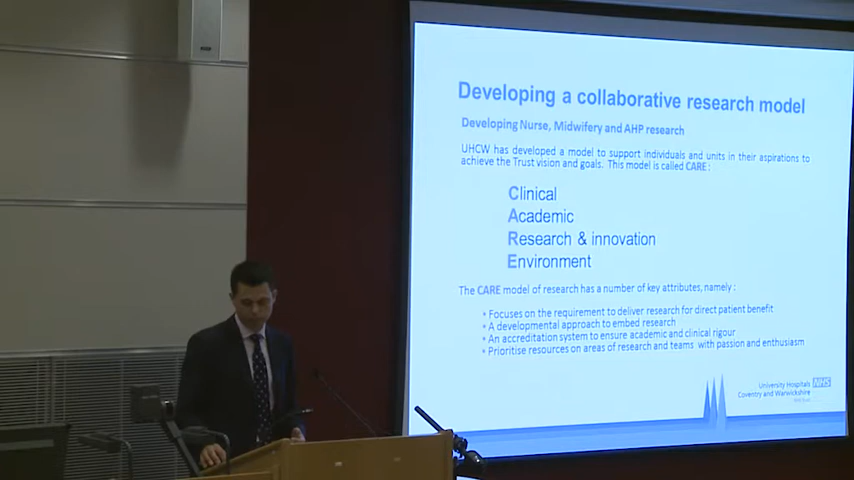 Developing a collaborative research model
Developing Nurse, Midwifery and AHP research
UHCW has developed a model to support individuals and units in their aspirations to
achieve the Trust vision and goals. This model is called CARE :
Clinical
Academic
Research & innovation
Environment
The CARE model of research has a number of key attributes, namely :
• Focuses on the requirement to deliver research for direct patient benefit
• A developmental approach to embed research
• An accreditation system to ensure academic and clinical rigour
• Prioritise resources on areas of research and teams with passion and enthusiasm
University Hospitals NHS
Coventry and Warwickshire